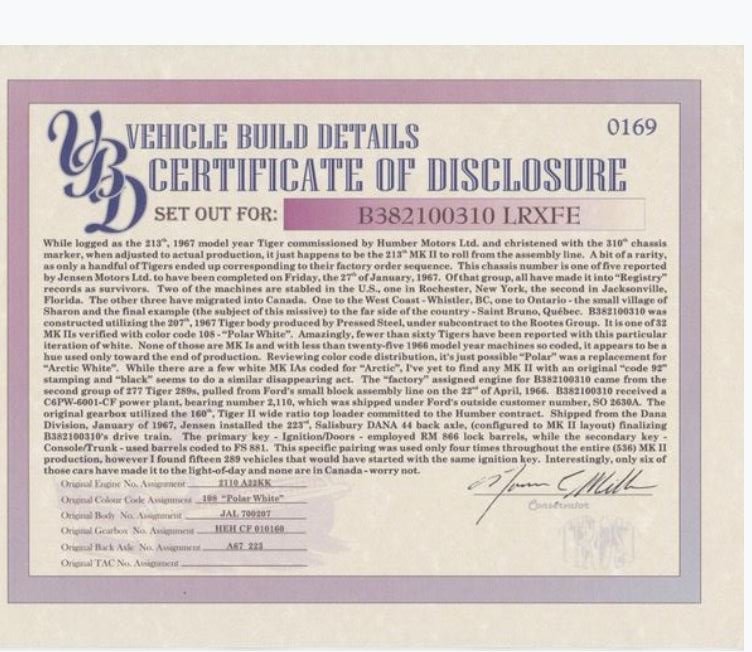 VBD
VEHICLE BUILD DETAILS
0169
CERTIFICATE OF DISCLOSURE
SET OUT FOR: B382100310 LRXFE
While logged as the 213th, 1967 model year Tiger commissioned by Humber Motors Ltd. and christened with the 310th chassis
marker, when adjusted to actual production, it just happens to be the 213th MK II to roll from the assembly line. A bit of a rarity,
as only a handful of Tigers ended up corresponding to their factory order sequence. This chassis number is one of five reported
by Jensen Motors Ltd. to have been completed on Friday, the 27th of January, 1967. Of that group, all have made it into "Registry"
records as survivors. Two of the machines are stabled in the U.S., one in Rochester, New York, the second in Jacksonville,
Florida. The other three have migrated into Canada. One to the West Coast - Whistler, BC, one to Ontario - the small village of
Sharon and the final example (the subject of this missive) to the far side of the country - Saint Bruno, Québec. B382100310 was
constructed utilizing the 207th, 1967 Tiger body produced by Pressed Steel, under subcontract to the Rootes Group. It is one of 32
MK IIs verified with color code 108 - "Polar White". Amazingly, fewer than sixty Tigers have been reported with this particular
iteration of white. None of those are MK Is and with less than twenty-five 1966 model year machines so coded, it appears to be a
hue used only toward the end of production. Reviewing color code distribution, it's just possible "Polar" was a replacement for
"Arctic White". While there are a few white MK IAs coded for "Arctic", I've yet to find any MK II with an original "code 92"
stamping and "black" seems to do a similar disappearing act. The "factory" assigned engine for B382100310 came from the
second group of 277 Tiger 289s, pulled from Ford's small block assembly line on the 22nd of April, 1966. B382100310 received a
C6PW-6001-CF power plant, bearing number 2,110, which was shipped under Ford's outside customer number, SO 2630A. The
original gearbox utilized the 160th, Tiger II wide ratio top loader committed to the Humber contract. Shipped from the Dana
Division, January of 1967, Jensen installed the 223rd, Salisbury DANA 44 back axle, (configured to MK II layout) finalizing
B382100310's drive train. The primary key - Ignition/Doors - employed RM 866 lock barrels, while the secondary key -
Console/Trunk - used barrels coded to FS 881. This specific pairing was used only four times throughout the entire (536) MK II
production, however I found fifteen 289 vehicles that would have started with the same ignition key. Interestingly, only six of
those cars have made it to the light-of-day and none are in Canada - worry not.
Original Engine No. Assignment 2110 A22KK
Original Colour Code Assignment 108 "Polar White"
Original Body No. Assignment JAL 700207
Original Gearbox No. Assignment HEH CF 010160
Original Back Axle No. Assignment A67 223
Original TAC No. Assignment